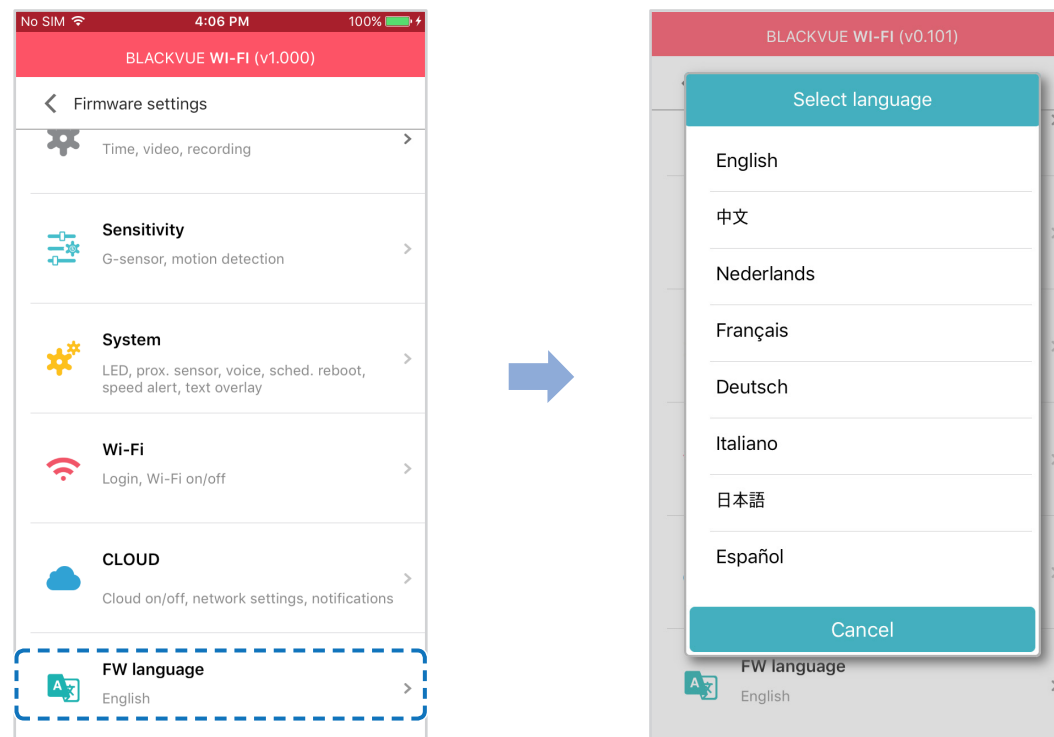 No SIM 4:06 PM 100%
BLACKVUE WI-FI (v1.000)
Firmware settings
Time, video, recording
Sensitivity
G-sensor, motion detection
System
LED, prox. sensor, voice, sched. reboot,
speed alert, text overlay
Wi-Fi
Login, Wi-Fi on/off
CLOUD
Cloud on/off, network settings, notifications
FW language
English
BLACKVUE WI-FI (v0.101)
Select language
English
中文
Nederlands
Français
Deutsch
Italiano
日本語
Español
Cancel
FW language
English